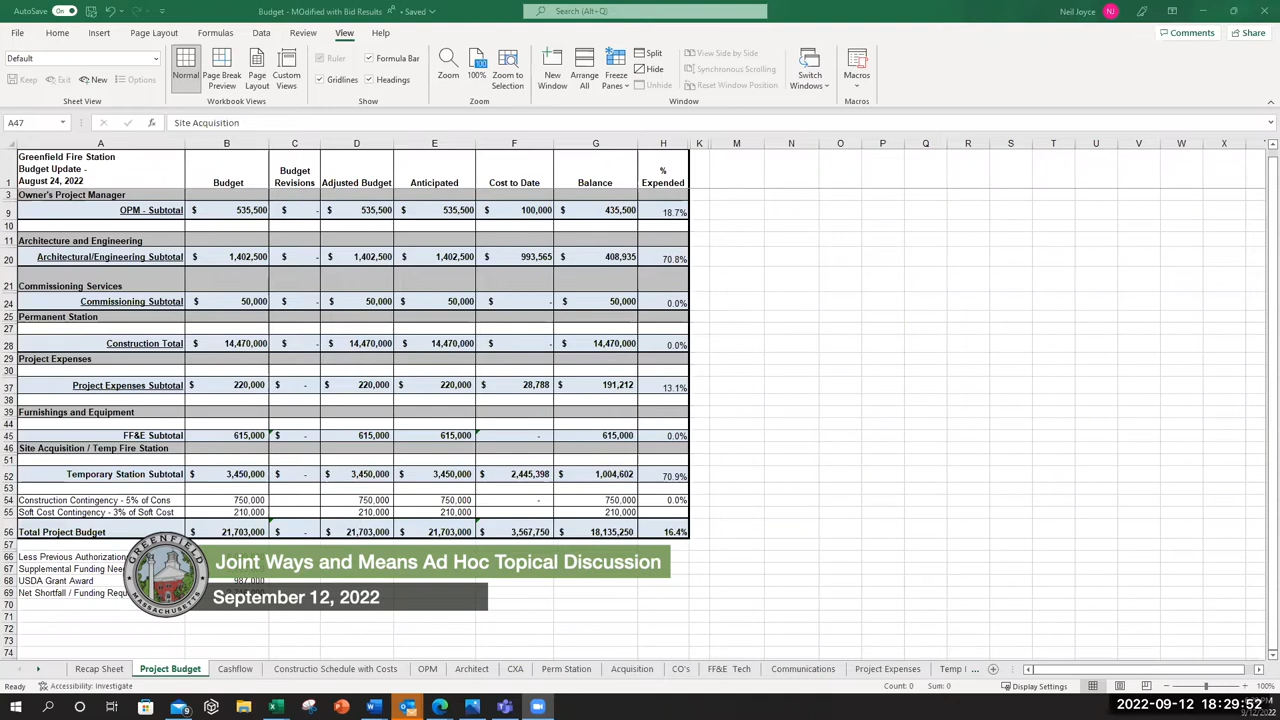 AutoSave On Budget - MOdified with Bid Results • Saved Search (Alt+Q) Neil Joyce NJ
File Home Insert Page Layout Formulas Data Review View Help Comments Share
Default Keep Exit New Options
Normal Page Break Preview Page Layout Custom Views
Ruler Formula Bar Gridlines Headings
Zoom 100% Zoom to Selection
New Window Arrange All Freeze Panes Split Hide Unhide
View Side by Side Synchronous Scrolling Reset Window Position
Switch Windows Macros
Sheet View Workbook Views Show Zoom Window Macros
A47 fx Site Acquisition
A B C D E F G H K M N O P Q R S T U V W X
Greenfield Fire Station
Budget Update -
August 24, 2022
1 Budget Budget Revisions Adjusted Budget Anticipated Cost to Date Balance % Expended
3 Owner's Project Manager
9 OPM - Subtotal $ 535,500 $ - $ 535,500 $ 535,500 $ 100,000 $ 435,500 18.7%
10
11 Architecture and Engineering
20 Architectural/Engineering Subtotal $ 1,402,500 $ - $ 1,402,500 $ 1,402,500 $ 993,565 $ 408,935 70.8%
21 Commissioning Services
24 Commissioning Subtotal $ 50,000 $ - $ 50,000 $ 50,000 $ - $ 50,000 0.0%
25 Permanent Station
27
28 Construction Total $ 14,470,000 $ - $ 14,470,000 $ 14,470,000 $ - $ 14,470,000 0.0%
29 Project Expenses
30
37 Project Expenses Subtotal $ 220,000 $ - $ 220,000 $ 220,000 $ 28,788 $ 191,212 13.1%
38
39 Furnishings and Equipment
44
45 FF&E Subtotal 615,000 $ - 615,000 615,000 - 615,000 0.0%
46 Site Acquisition / Temp Fire Station
51
52 Temporary Station Subtotal $ 3,450,000 $ - $ 3,450,000 $ 3,450,000 $ 2,445,398 $ 1,004,602 70.9%
53
54 Construction Contingency - 5% of Cons 750,000 750,000 750,000 - 750,000 0.0%
55 Soft Cost Contingency - 3% of Soft Cost 210,000 210,000 210,000 210,000
56 Total Project Budget $ 21,703,000 $ - $ 21,703,000 $ 21,703,000 $ 3,567,750 $ 18,135,250 16.4%
57
66 Less Previous Authorization
67 Supplemental Funding Nee
68 USDA Grant Award 987,000
69 Net Shortfall / Funding Requ
70
71
72
73
74
GREENFIELD MASSACHUSETTS
Joint Ways and Means Ad Hoc Topical Discussion
September 12, 2022
Recap Sheet Project Budget Cashflow Constructio Schedule with Costs OPM Architect CXA Perm Station Acquisition CO's FF&E Tech Communications Project Expenses Temp I ...
Ready Accessibility: Investigate Count: 0 Sum: 0 Display Settings 100%
2022-09-12 18:29:52